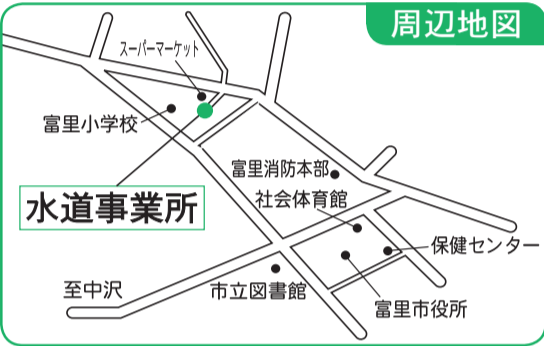 周辺地図
スーパーマーケット
富里小学校
富里消防本部
水道事業所
社会体育館
保健センター
至中沢
市立図書館
富里市役所